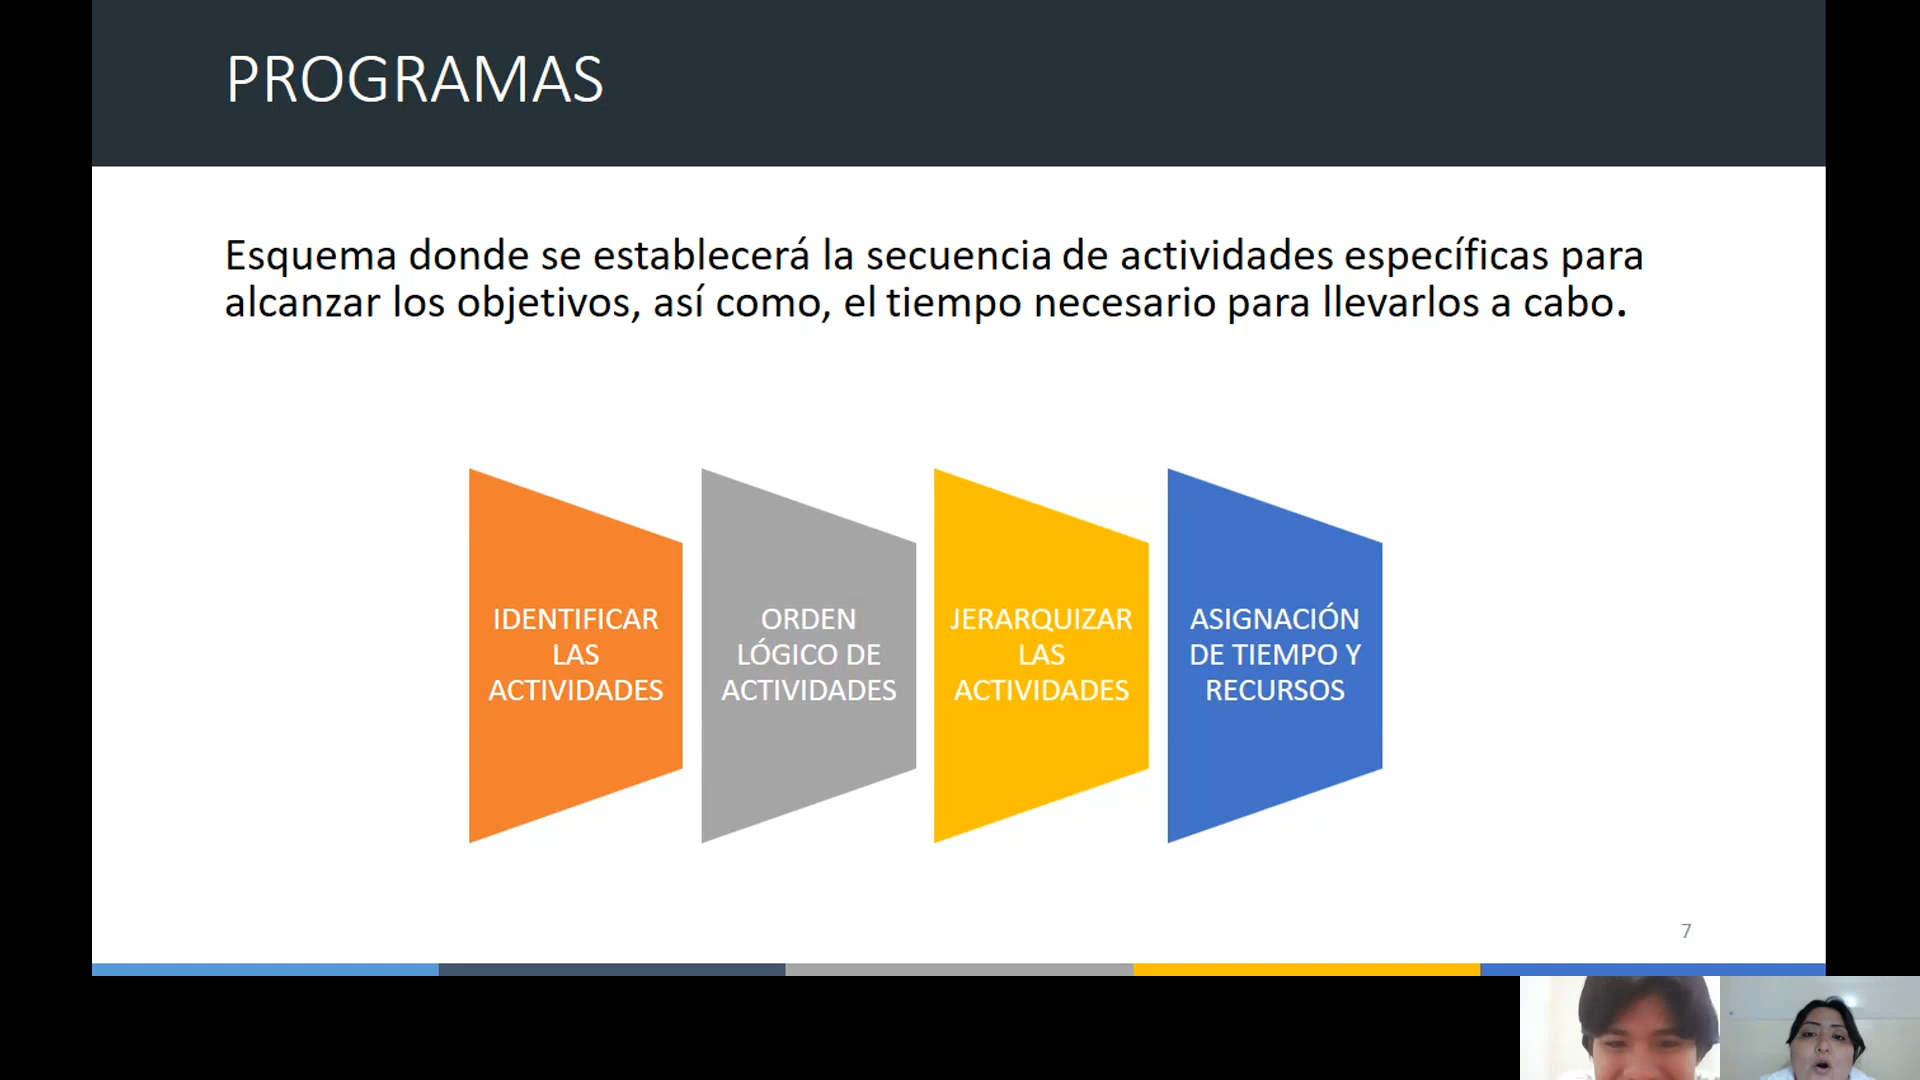 PROGRAMAS
Esquema donde se establecerá la secuencia de actividades específicas para
alcanzar los objetivos, así como, el tiempo necesario para llevarlos a cabo.
IDENTIFICAR
LAS
ACTIVIDADES
ORDEN
LÓGICO DE
ACTIVIDADES
JERARQUIZAR
LAS
ACTIVIDADES
ASIGNACIÓN
DE TIEMPO Y
RECURSOS
7